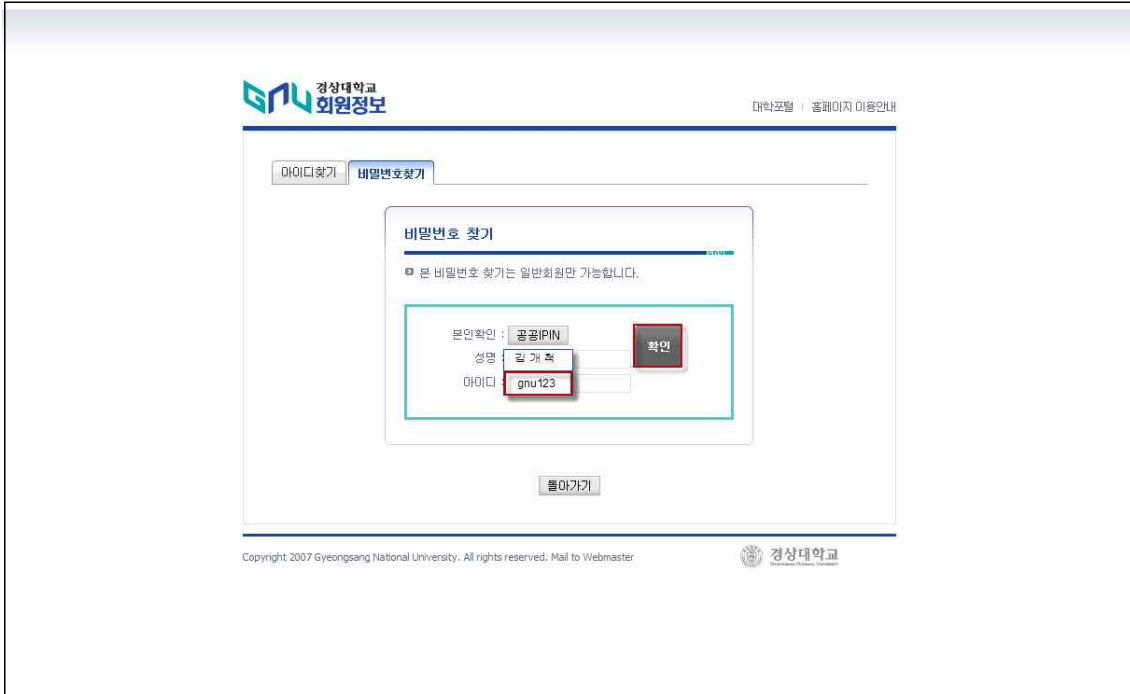 GNU 경상대학교
회원정보
대학포털 | 홈페이지 이용안내
아이디찾기 비밀번호찾기
비밀번호 찾기
gnu
본 비밀번호 찾기는 일반회원만 가능합니다.
본인확인 : 공공IPIN
성명 : 길 개 척
아이디 : gnu123
확인
돌아가기
Copyright 2007 Gyeongsang National University. All rights reserved. Mail to Webmaster
경상대학교